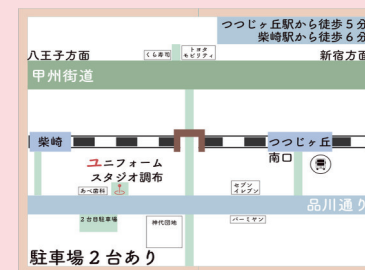 つつじヶ丘駅から徒歩5分
柴崎駅から徒歩6分
八王子方面
くら寿司
トヨタ
モビリティ
新宿方面
甲州街道
柴崎
つつじヶ丘
南口
ユニフォーム
スタジオ調布
あべ歯科
セブン
イレブン
品川通り
2台目駐車場
神代団地
バーミヤン
駐車場2台あり